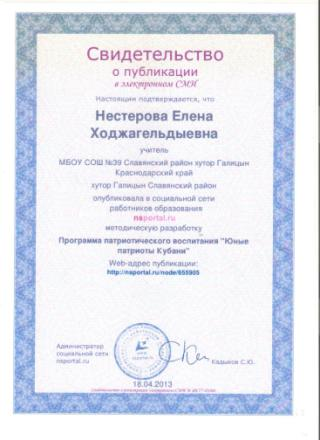 Свидетельство
о публикации
в электронном СМИ
Настоящим подтверждается, что
Нестерова Елена
Ходжагельдыевна
учитель
МБОУ СОШ №39 Славянский район хутор Галицын
Краснодарский край
хутор Галицын Славянский район
опубликовала в социальной сети
работников образования
nsportal.ru
методическую разработку
Программа патриотического воспитания "Юные
патриоты Кубани"
Web-адрес публикации:
http://nsportal.ru/node/655905
Администратор
социальной сети
nsportal.ru
Кадыков С.Ю.
18.04.2013